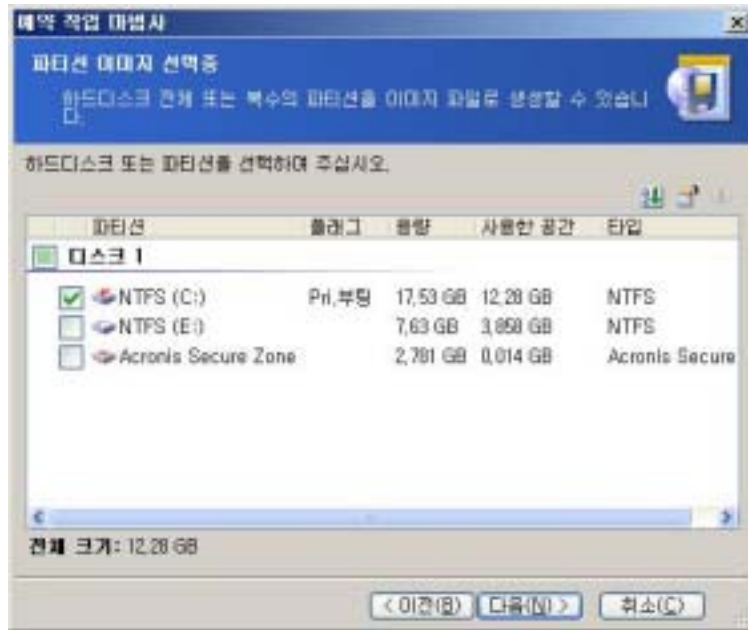 예약 작업 마법사
파티션 이미지 선택중
하드디스크 전체 또는 복수의 파티션을 이미지 파일로 생성할 수 있습니
다.
하드디스크 또는 파티션를 선택하여 주십시오.
파티션 플래그 용량 사용한 공간 타입
디스크 1
NTFS (C:) Pri,부팅 17,53 GB 12,28 GB NTFS
NTFS (E:) 7,63 GB 3,858 GB NTFS
Acronis Secure Zone 2,781 GB 0,014 GB Acronis Secure
전체 크기: 12,28 GB
< 이전(B) 다음(N) > 취소(C)